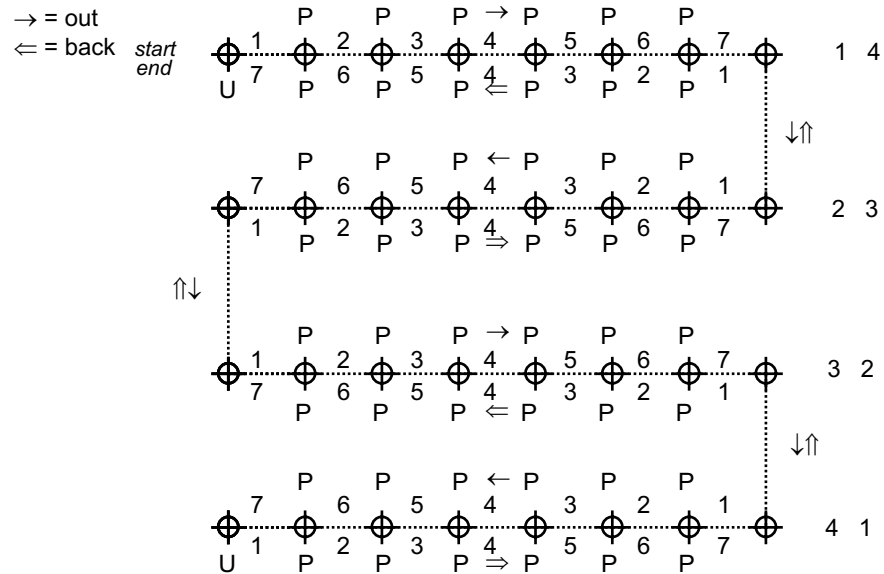 → = out P P P → P P P
1 2 3 4 5 6 7
⇐ = back start 1 4
end
7 6 5 4 3 2 1
U P P P ⇐ P P P
↓⇑
P P P ← P P P
7 6 5 4 3 2 1
2 3
1 2 3 4 5 6 7
P P P ⇒ P P P
⇑↓
P P P → P P P
1 2 3 4 5 6 7
3 2
7 6 5 4 3 2 1
P P P ⇐ P P P
↓⇑
P P P ← P P P
7 6 5 4 3 2 1
4 1
1 2 3 4 5 6 7
U P P P ⇒ P P P